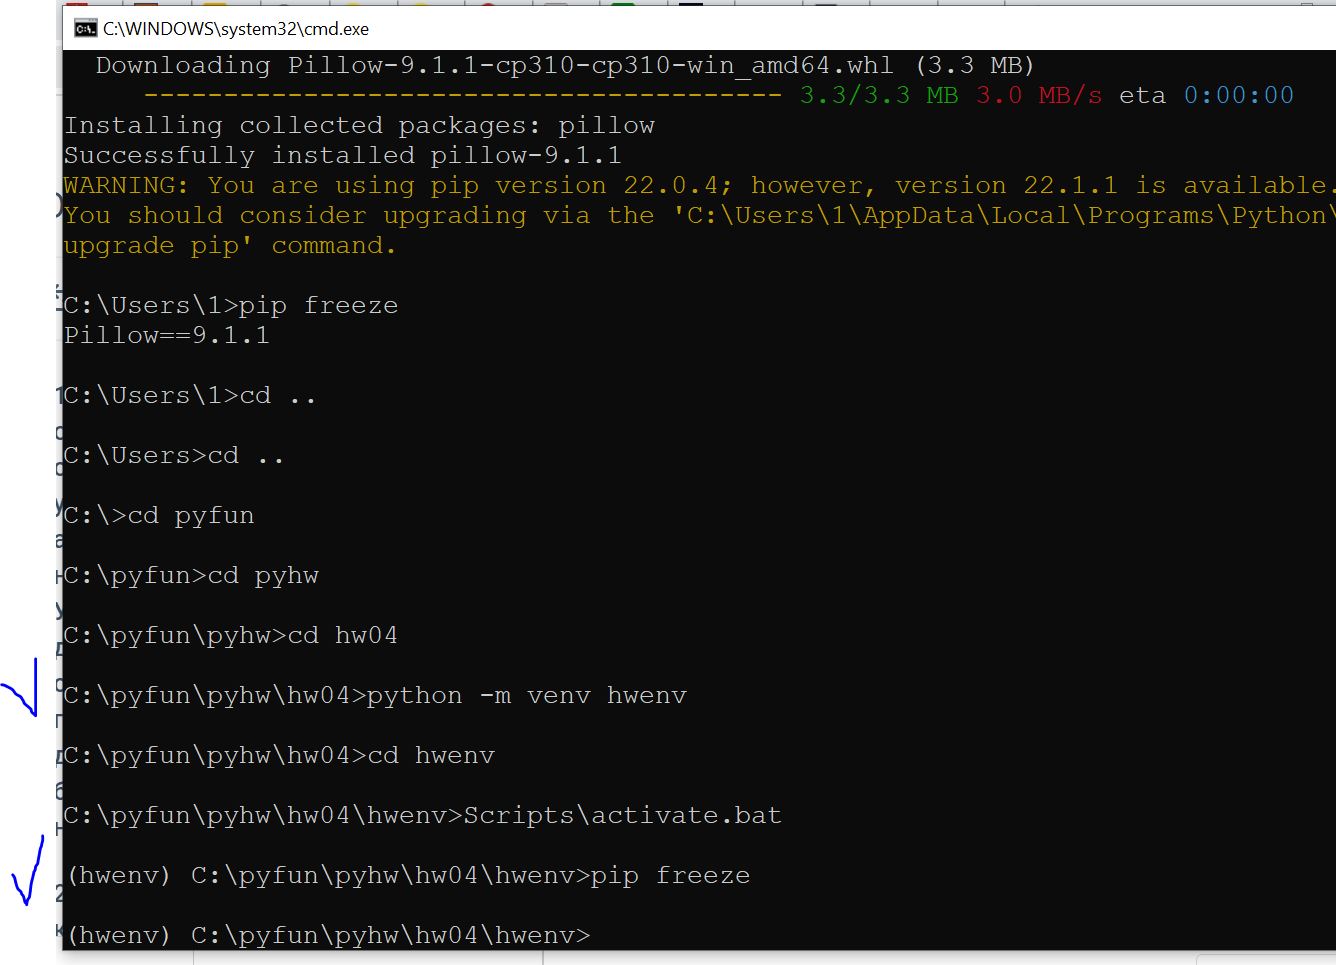 C:\WINDOWS\system32\cmd.exe
Downloading Pillow-9.1.1-cp310-cp310-win_amd64.whl (3.3 MB)
---------------------------------------- 3.3/3.3 MB 3.0 MB/s eta 0:00:00
Installing collected packages: pillow
Successfully installed pillow-9.1.1
WARNING: You are using pip version 22.0.4; however, version 22.1.1 is available.
You should consider upgrading via the 'C:\Users\1\AppData\Local\Programs\Python\
upgrade pip' command.
C:\Users\1>pip freeze
Pillow==9.1.1
C:\Users\1>cd ..
C:\Users>cd ..
C:\>cd pyfun
C:\pyfun>cd pyhw
C:\pyfun\pyhw>cd hw04
C:\pyfun\pyhw\hw04>python -m venv hwenv
C:\pyfun\pyhw\hw04>cd hwenv
C:\pyfun\pyhw\hw04\hwenv>Scripts\activate.bat
(hwenv) C:\pyfun\pyhw\hw04\hwenv>pip freeze
(hwenv) C:\pyfun\pyhw\hw04\hwenv>